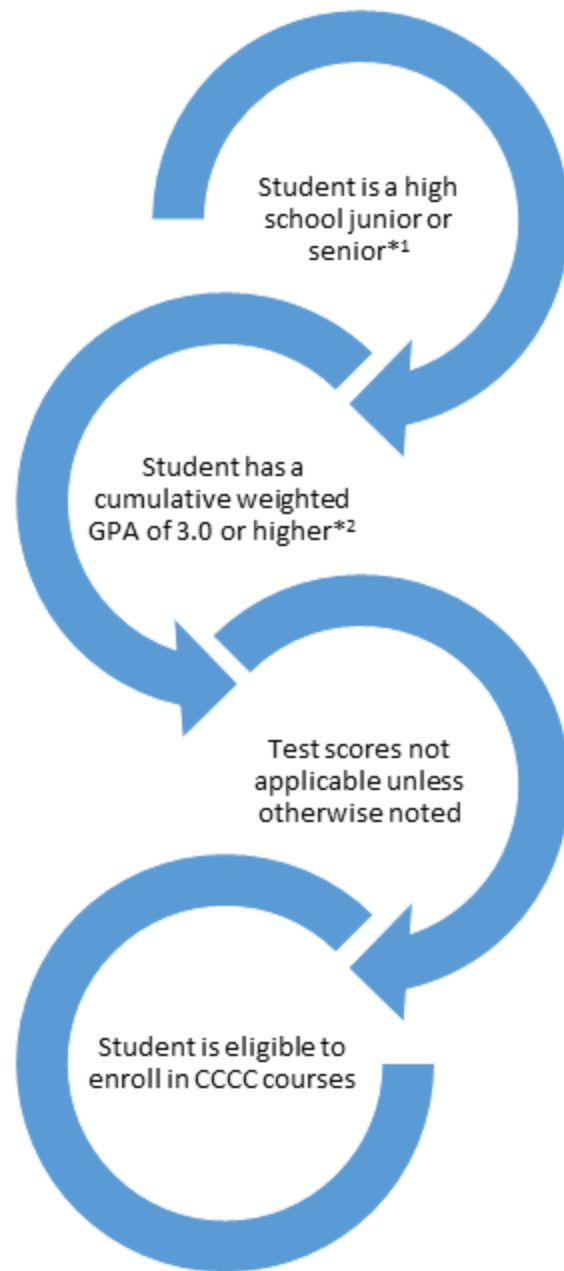 Student is a high
school junior or
senior*¹
Student has a
cumulative weighted
GPA of 3.0 or higher*²
Test scores not
applicable unless
otherwise noted
Student is eligible to
enroll in CCCC courses